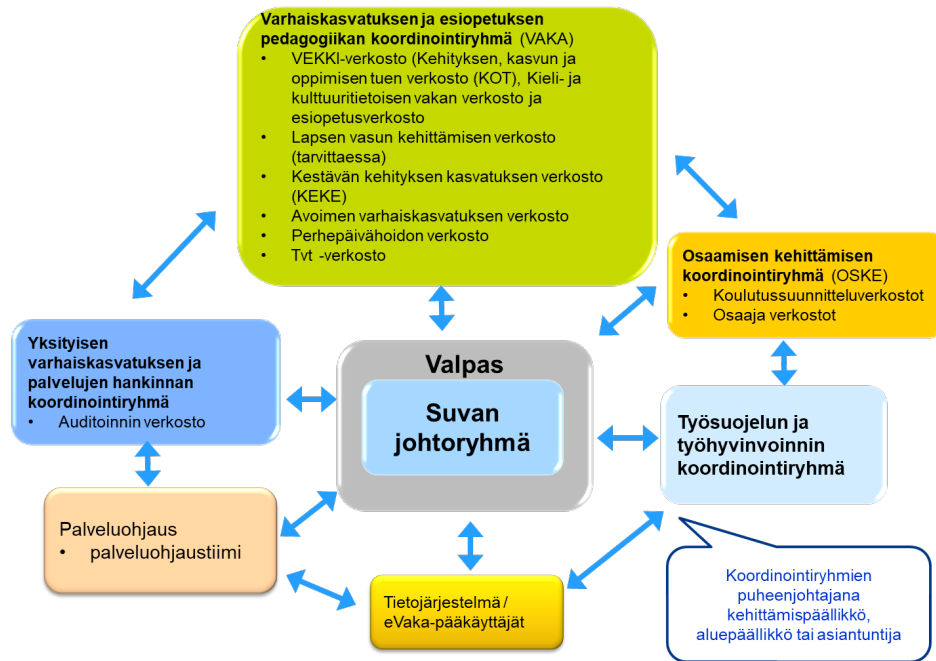 Varhaiskasvatuksen ja esiopetuksen
pedagogiikan koordinointiryhmä (VAKA)
• VEKKI-verkosto (Kehityksen, kasvun ja
oppimisen tuen verkosto (KOT), Kieli- ja
kulttuuritietoisen vakan verkosto ja
esiopetusverkosto
• Lapsen vasun kehittämisen verkosto
(tarvittaessa)
• Kestävän kehityksen kasvatuksen verkosto
(KEKE)
• Avoimen varhaiskasvatuksen verkosto
• Perhepäivähoidon verkosto
• Tvt -verkosto
Osaamisen kehittämisen
koordinointiryhmä (OSKE)
• Koulutussuunnitteluverkostot
• Osaaja verkostot
Yksityisen
varhaiskasvatuksen ja
palvelujen hankinnan
koordinointiryhmä
• Auditoinnin verkosto
Valpas
Suvan
johtoryhmä
Työsuojelun ja
työhyvinvoinnin
koordinointiryhmä
Palveluohjaus
• palveluohjaustiimi
Tietojärjestelmä /
eVaka-pääkäyttäjät
Koordinointiryhmien
puheenjohtajana
kehittämispäällikkö,
aluepäällikkö tai asiantuntija